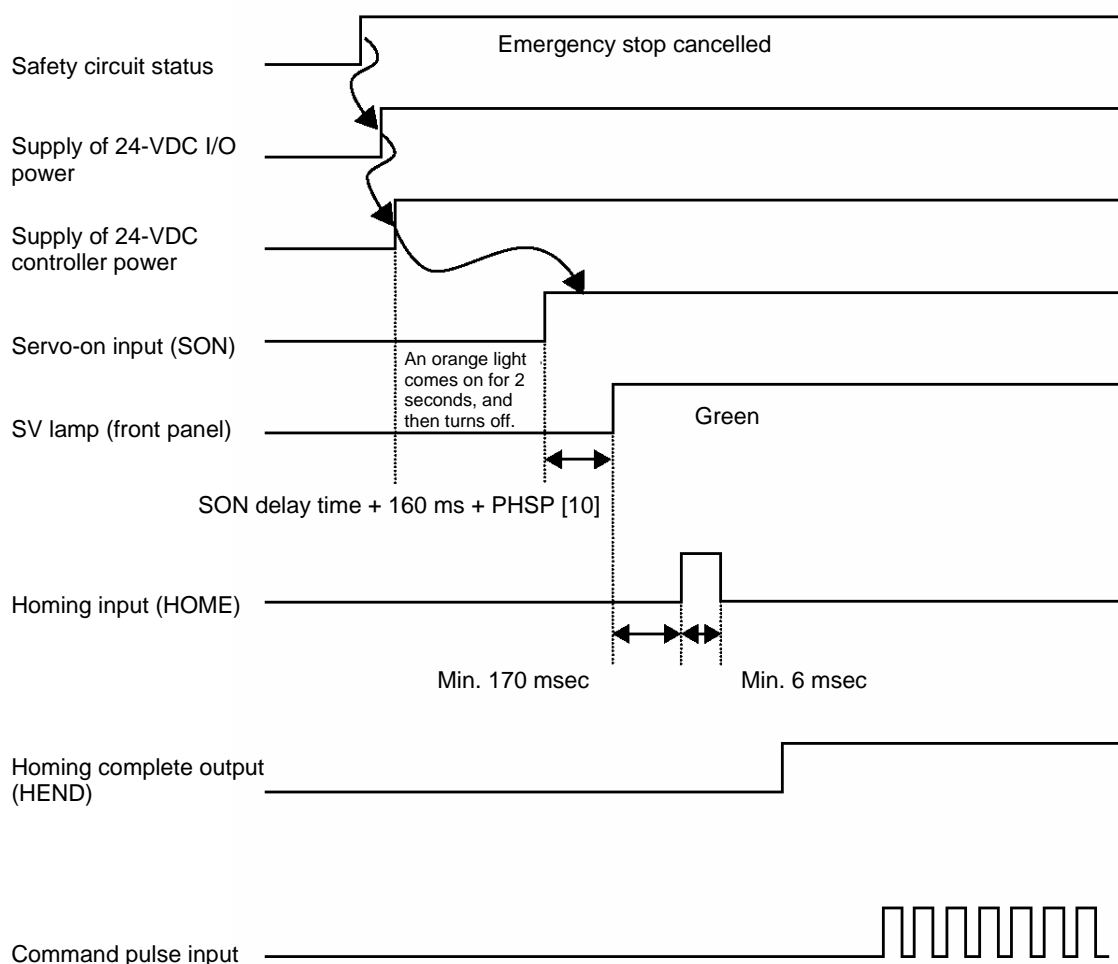 Emergency stop cancelled
Safety circuit status
Supply of 24-VDC I/O
power
Supply of 24-VDC
controller power
Servo-on input (SON)
An orange light
comes on for 2
seconds, and
then turns off.
SV lamp (front panel)
Green
SON delay time + 160 ms + PHSP [10]
Homing input (HOME)
Min. 170 msec
Min. 6 msec
Homing complete output
(HEND)
Command pulse input